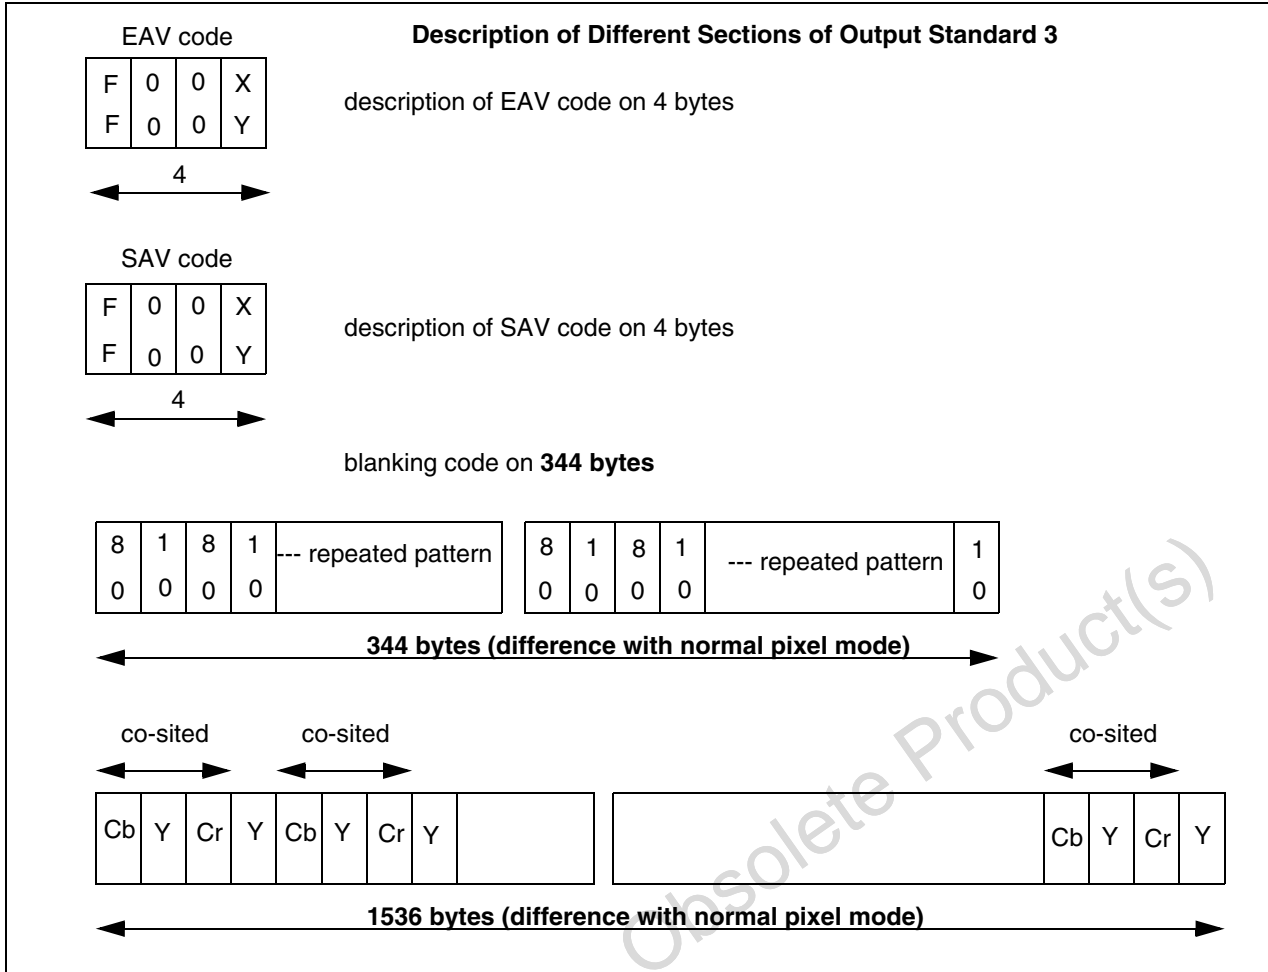 EAV code
Description of Different Sections of Output Standard 3
F 0 0 X
F 0 0 Y
description of EAV code on 4 bytes
4
SAV code
F 0 0 X
F 0 0 Y
description of SAV code on 4 bytes
4
blanking code on 344 bytes
8 1 8 1 --- repeated pattern 8 1 8 1 --- repeated pattern 1
0 0 0 0 0 0 0 0 0
344 bytes (difference with normal pixel mode)
co-sited co-sited co-sited
Cb Y Cr Y Cb Y Cr Y Cb Y Cr Y
1536 bytes (difference with normal pixel mode)
Obsolete Product(s)